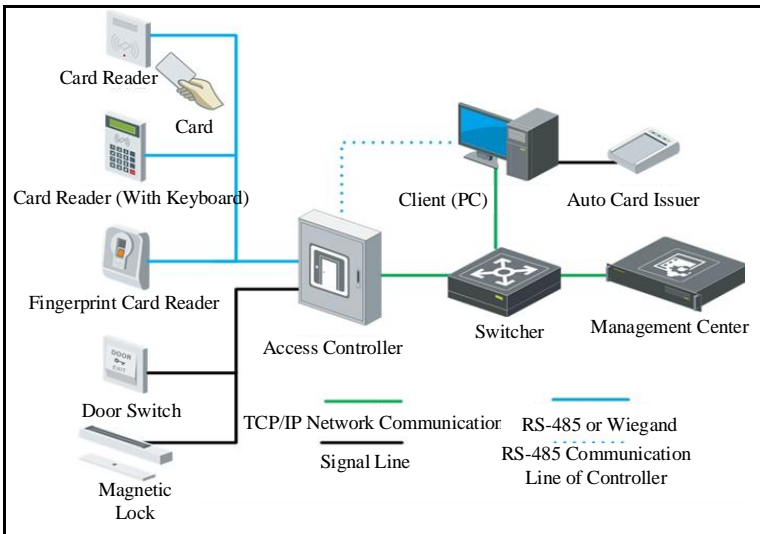 Card Reader
Card
Card Reader (With Keyboard)
Client (PC)
Auto Card Issuer
Fingerprint Card Reader
Access Controller
Switcher
Management Center
DOOR
EXIT
Door Switch
TCP/IP Network Communication
RS-485 or Wiegand
Signal Line
RS-485 Communication
Line of Controller
Magnetic
Lock